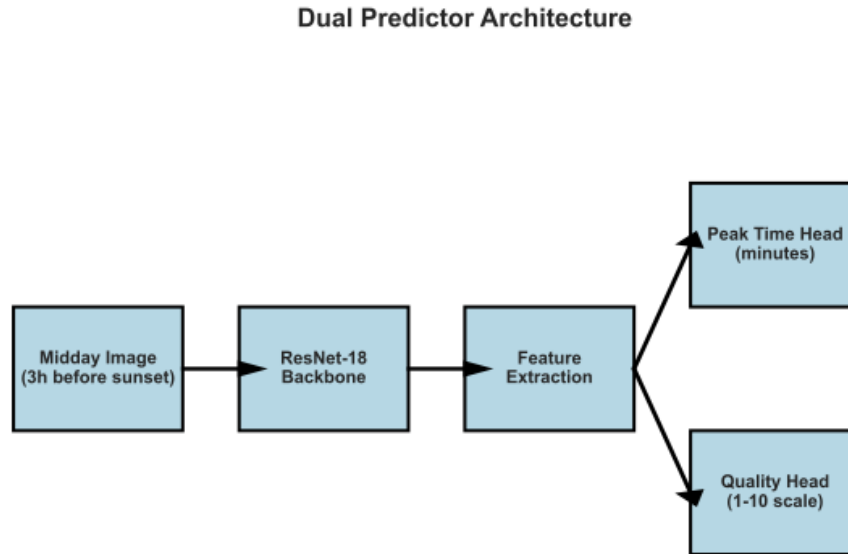 Dual Predictor Architecture
Peak Time Head
(minutes)
Midday Image
(3h before sunset)
ResNet-18
Backbone
Feature
Extraction
Quality Head
(1-10 scale)